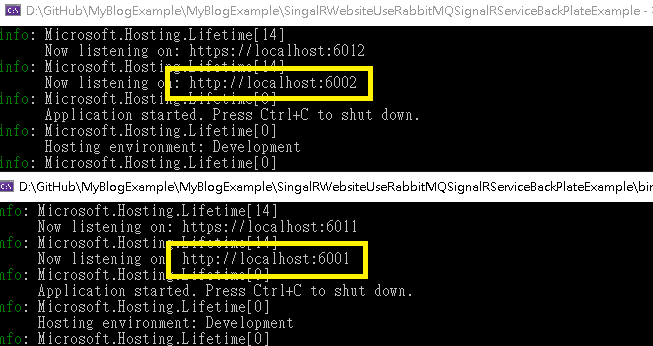 D:\GitHub\MyBlogExample\MyBlogExample\SingalRWebsiteUseRabbitMQSignalRServiceBackPlateExample -
info: Microsoft.Hosting.Lifetime[14]
Now listening on: https://localhost:6012
info: Microsoft.Hosting.Lifetime[14]
Now listening on: http://localhost:6002
info: Microsoft.Hosting.Lifetime[0]
Application started. Press Ctrl+C to shut down.
info: Microsoft.Hosting.Lifetime[0]
Hosting environment: Development
info: Microsoft.Hosting.Lifetime[0]
D:\GitHub\MyBlogExample\MyBlogExample\SingalRWebsiteUseRabbitMQSignalRServiceBackPlateExample\bin
info: Microsoft.Hosting.Lifetime[14]
Now listening on: https://localhost:6011
info: Microsoft.Hosting.Lifetime[14]
Now listening on: http://localhost:6001
info: Microsoft.Hosting.Lifetime[0]
Application started. Press Ctrl+C to shut down.
info: Microsoft.Hosting.Lifetime[0]
Hosting environment: Development
info: Microsoft.Hosting.Lifetime[0]